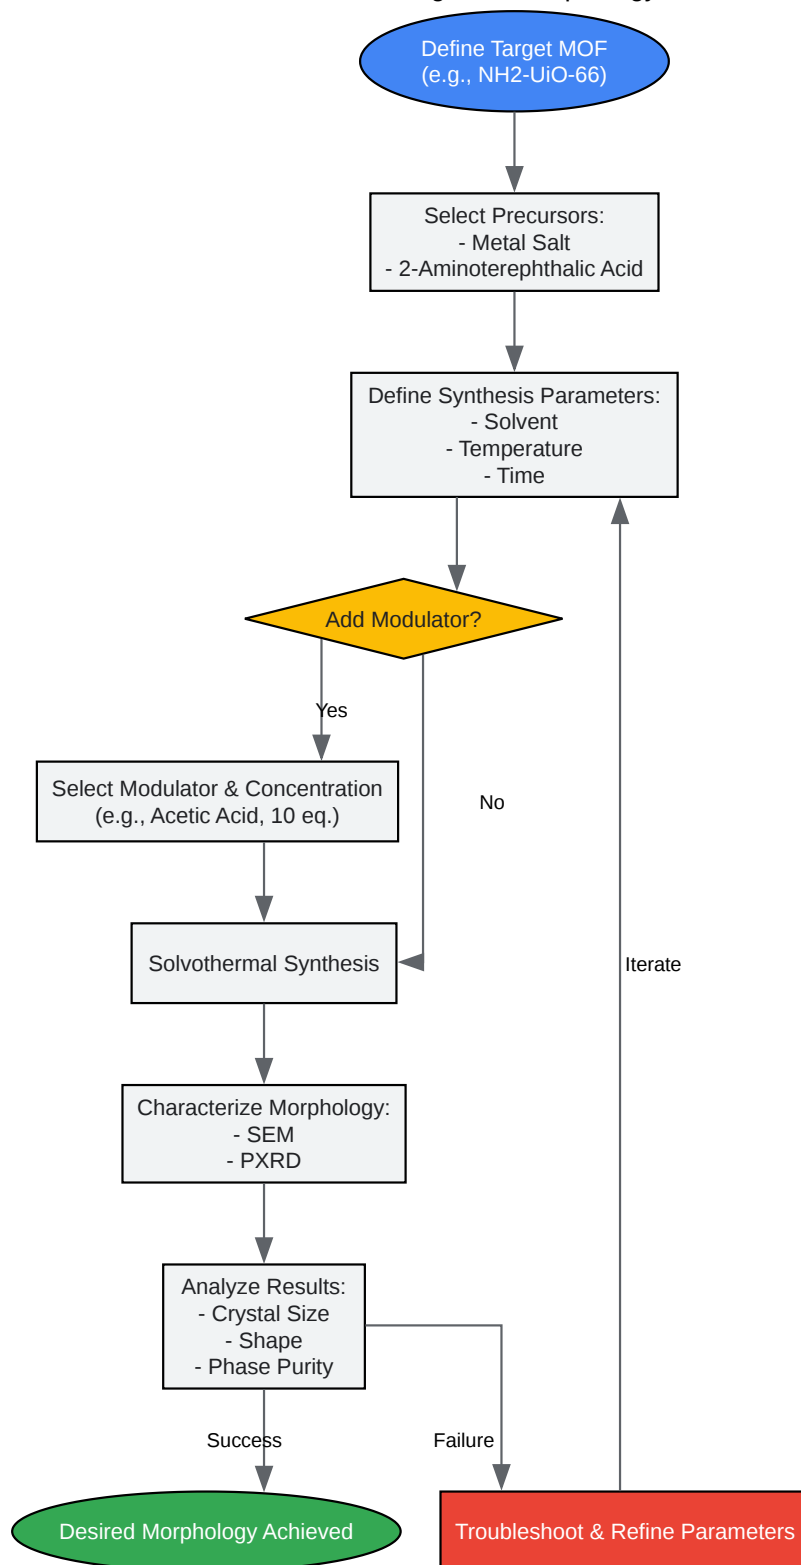 Define Target MOF
(e.g., NH2-UiO-66)
Select Precursors:
- Metal Salt
- 2-Aminoterephthalic Acid
Define Synthesis Parameters:
- Solvent
- Temperature
- Time
Add Modulator?
Yes
Select Modulator & Concentration
(e.g., Acetic Acid, 10 eq.)
No
Solvothermal Synthesis
Iterate
Characterize Morphology:
- SEM
- PXRD
Analyze Results:
- Crystal Size
- Shape
- Phase Purity
Success
Failure
Desired Morphology Achieved
Troubleshoot & Refine Parameters